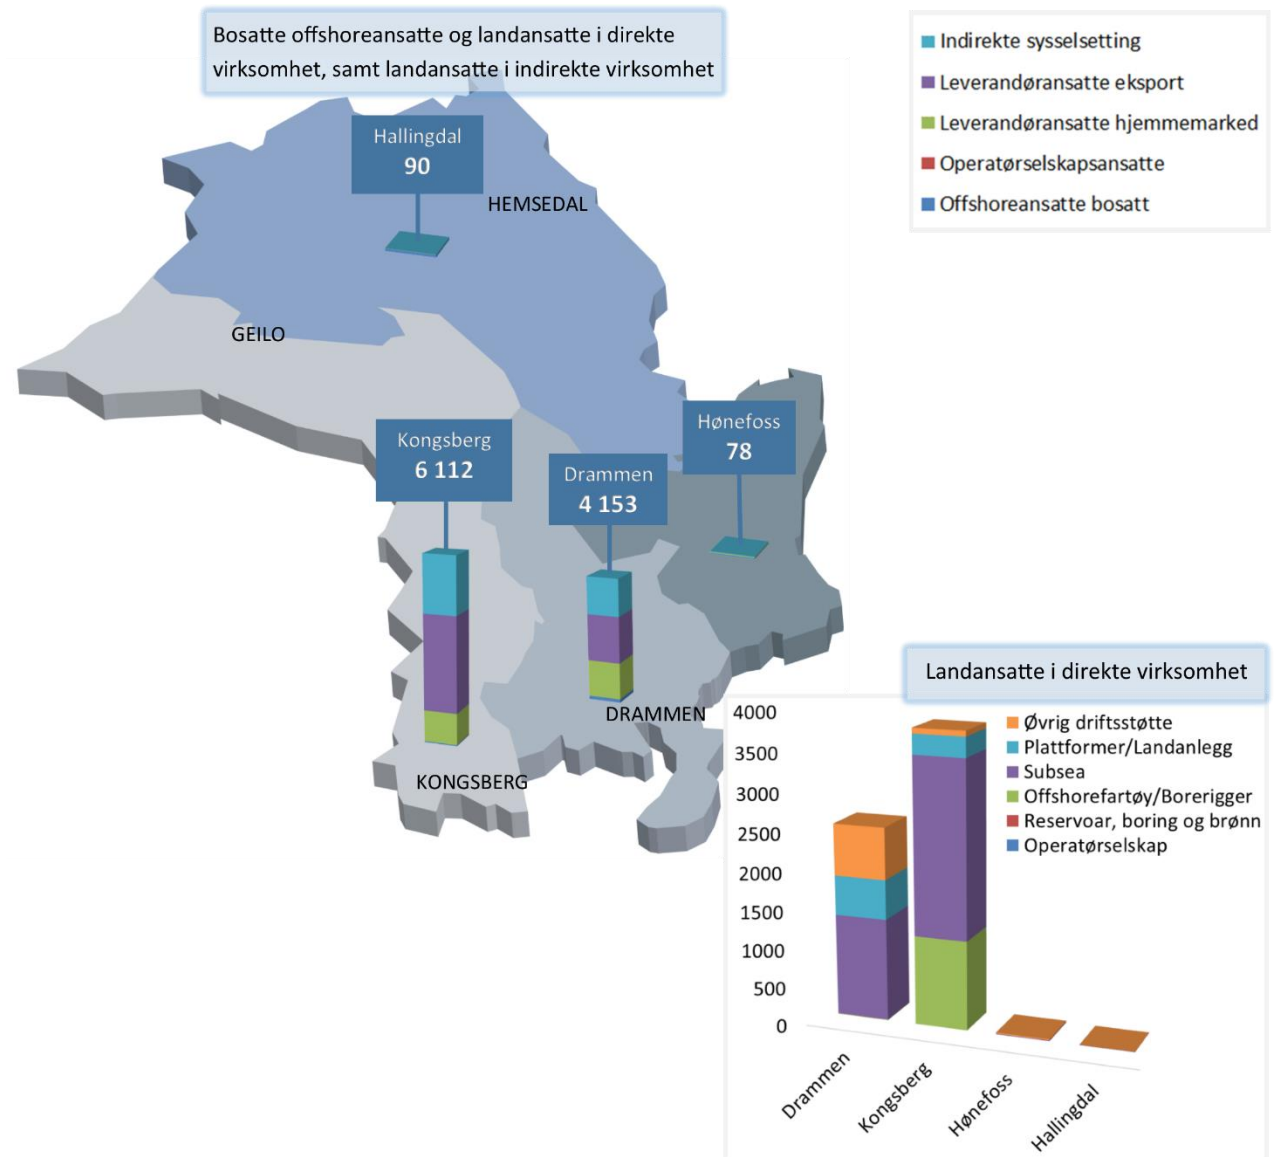 Bosatte offshoreansatte og landansatte i direkte
virksomhet, samt landansatte i indirekte virksomhet
Indirekte sysselsetting
Leverandøransatte eksport
Leverandøransatte hjemmemarked
Operatørselskapsansatte
Offshoreansatte bosatt
Hallingdal
90
HEMSEDAL
GEILO
Kongsberg
6 112
Drammen
4 153
Hønefoss
78
DRAMMEN
KONGSBERG
Landansatte i direkte virksomhet
Øvrig driftsstøtte
Plattformer/Landanlegg
Subsea
Offshorefartøy/Borerigger
Reservoar, boring og brønn
Operatørselskap
4000
3500
3000
2500
2000
1500
1000
500
0
Drammen
Kongsberg
Hønefoss
Hallingdal